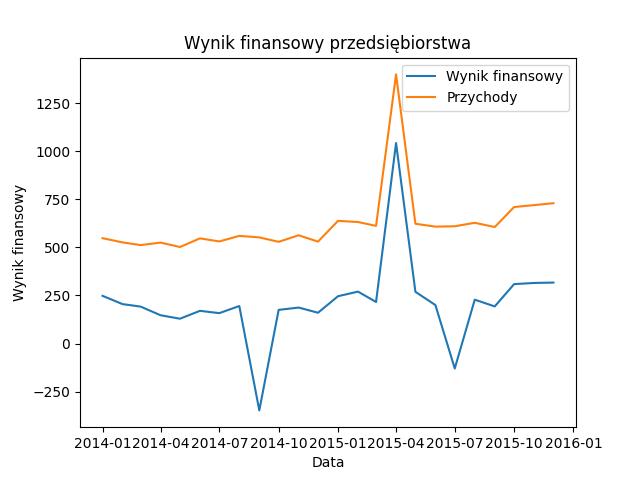 Wynik finansowy przedsiębiorstwa
Wynik finansowy
Przychody
Wynik finansowy
1250
1000
750
500
250
0
−250
2014-01 2014-04 2014-07 2014-10 2015-01 2015-04 2015-07 2015-10 2016-01
Data